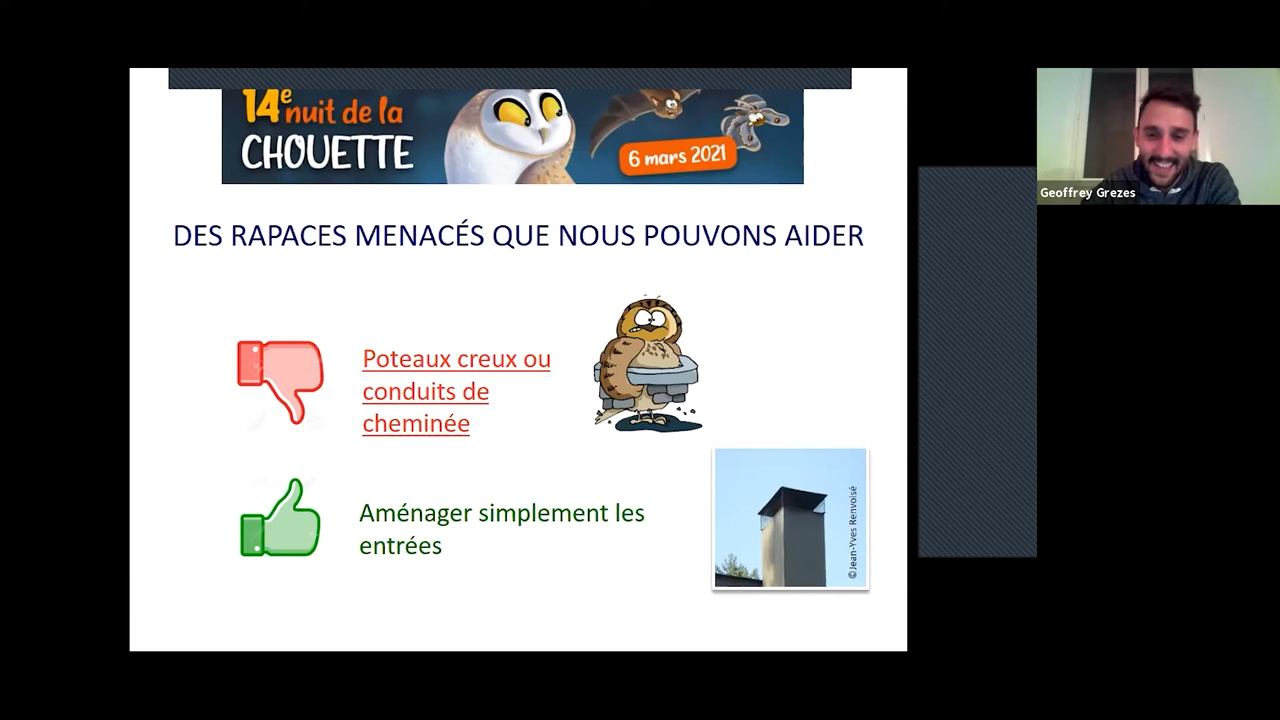 14e nuit de la
CHOUETTE
6 mars 2021
Geoffrey Grezes
DES RAPACES MENACÉS QUE NOUS POUVONS AIDER
Poteaux creux ou
conduits de
cheminée
Aménager simplement les
entrées
©Jean-Yves Renvoisé